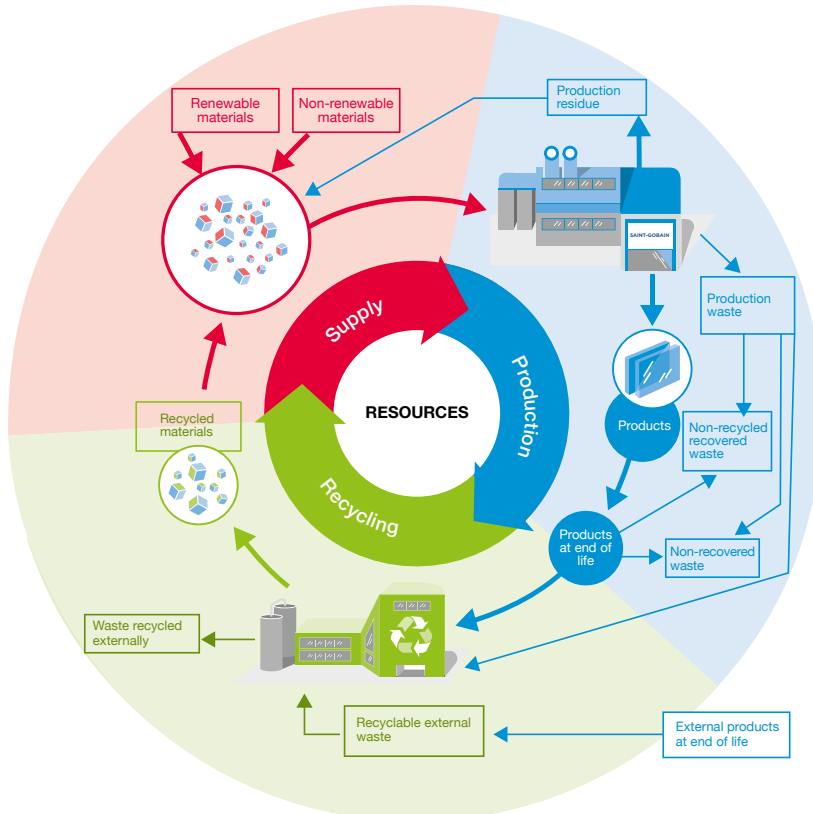 Renewable
materials
Non-renewable
materials
Production
residue
SAINT-GOBAIN
Production
waste
Supply
Production
RESOURCES
Recycling
Products
Non-recycled
recovered
waste
Recycled
materials
Products
at end of
life
Non-recovered
waste
Waste recycled
externally
Recyclable external
waste
External products
at end of life